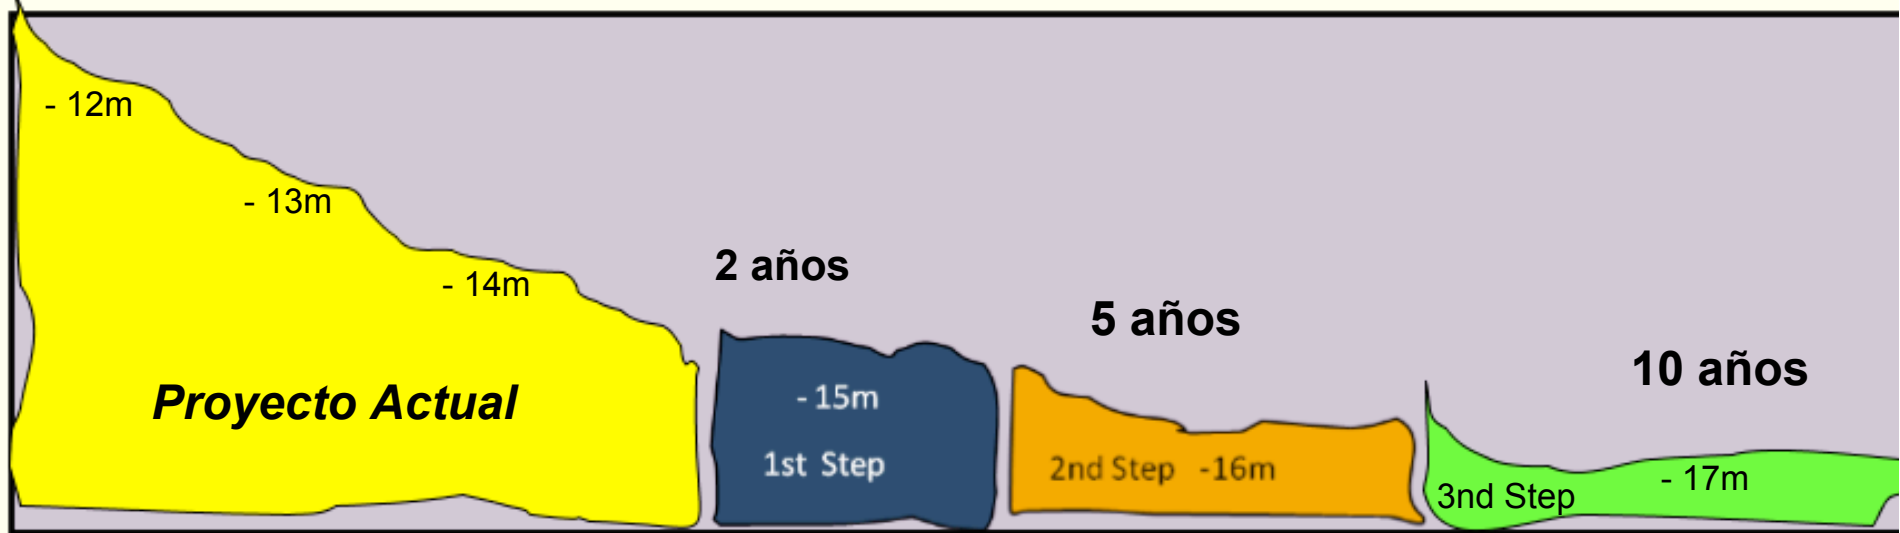 - 12m
- 13m
- 14m
Proyecto Actual
2 años
- 15m
1st Step
5 años
2nd Step -16m
10 años
3nd Step - 17m